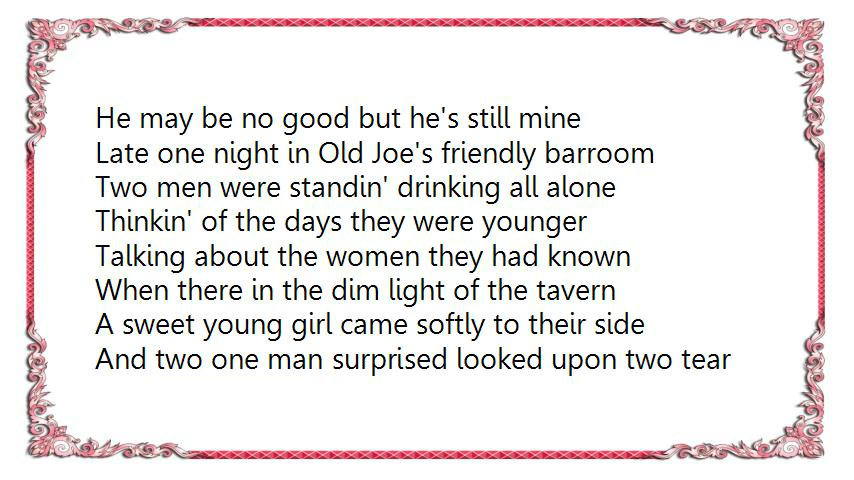 He may be no good but he's still mine
Late one night in Old Joe's friendly barroom
Two men were standin' drinking all alone
Thinkin' of the days they were younger
Talking about the women they had known
When there in the dim light of the tavern
A sweet young girl came softly to their side
And two one man surprised looked upon two tear